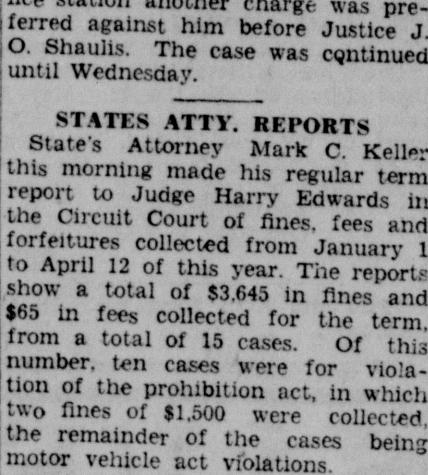 station another charge was pre-
ferred against him before Justice J.
O. Shaulis. The case was cqntinued
until Wednesday.
STATES ATTY. REPORTS
State's Attorney Mark C. Keller
this morning made his regular term
report to Judge Harry Edwards in
the Circuit Court of fines, fees and
forfeitures collected from January 1
to April 12 of this year. The reports
show a total of $3,645 in fines and
$65 in fees collected for the term,
from a total of 15 cases. Of this
number, ten cases were for viola-
tion of the prohibition act, in which
two fines of $1,500 were collected,
the remainder of the cases being
motor vehicle act violations.